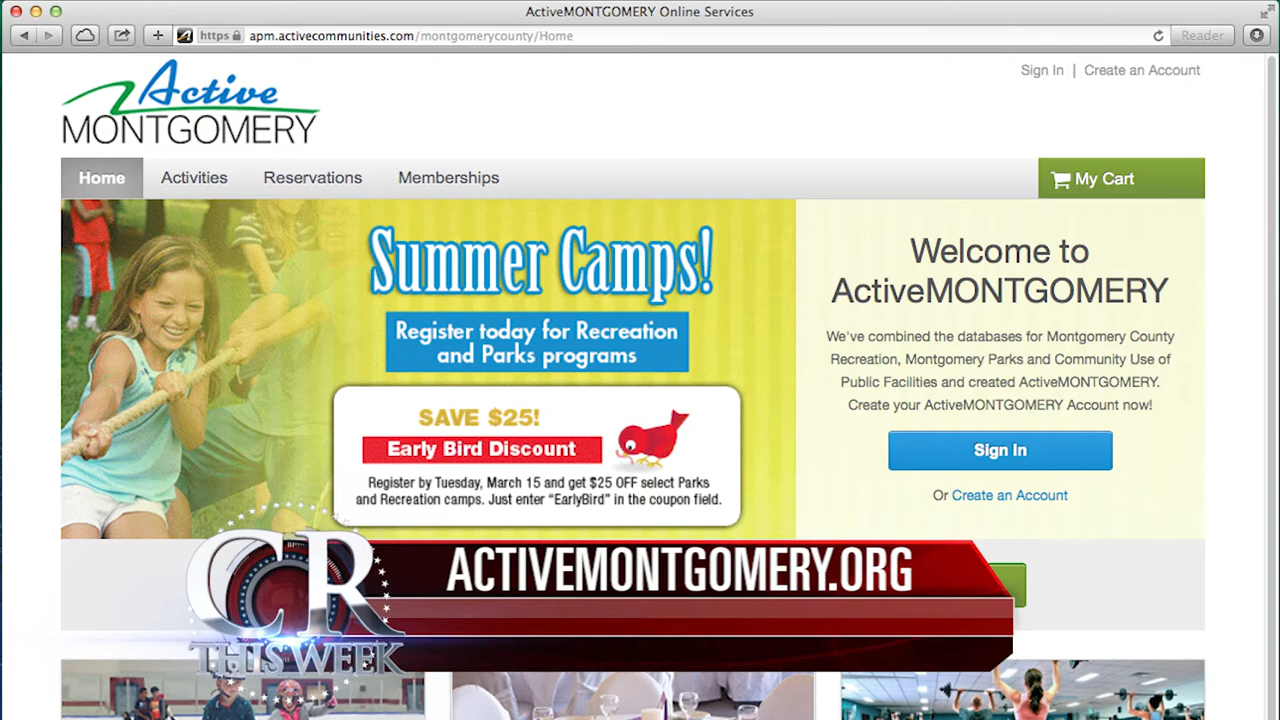 ActiveMONTGOMERY Online Services
https apm.activecommunities.com/montgomerycounty/Home
Reader
Sign In | Create an Account
Active
MONTGOMERY
Home Activities Reservations Memberships
My Cart
Summer Camps!
Register today for Recreation
and Parks programs
SAVE $25!
Early Bird Discount
Register by Tuesday, March 15 and get $25 OFF select Parks
and Recreation camps. Just enter “EarlyBird” in the coupon field.
Welcome to
ActiveMONTGOMERY
We've combined the databases for Montgomery County
Recreation, Montgomery Parks and Community Use of
Public Facilities and created ActiveMONTGOMERY.
Create your ActiveMONTGOMERY Account now!
Sign In
Or Create an Account
CR
THIS WEEK
ACTIVEMONTGOMERY.ORG